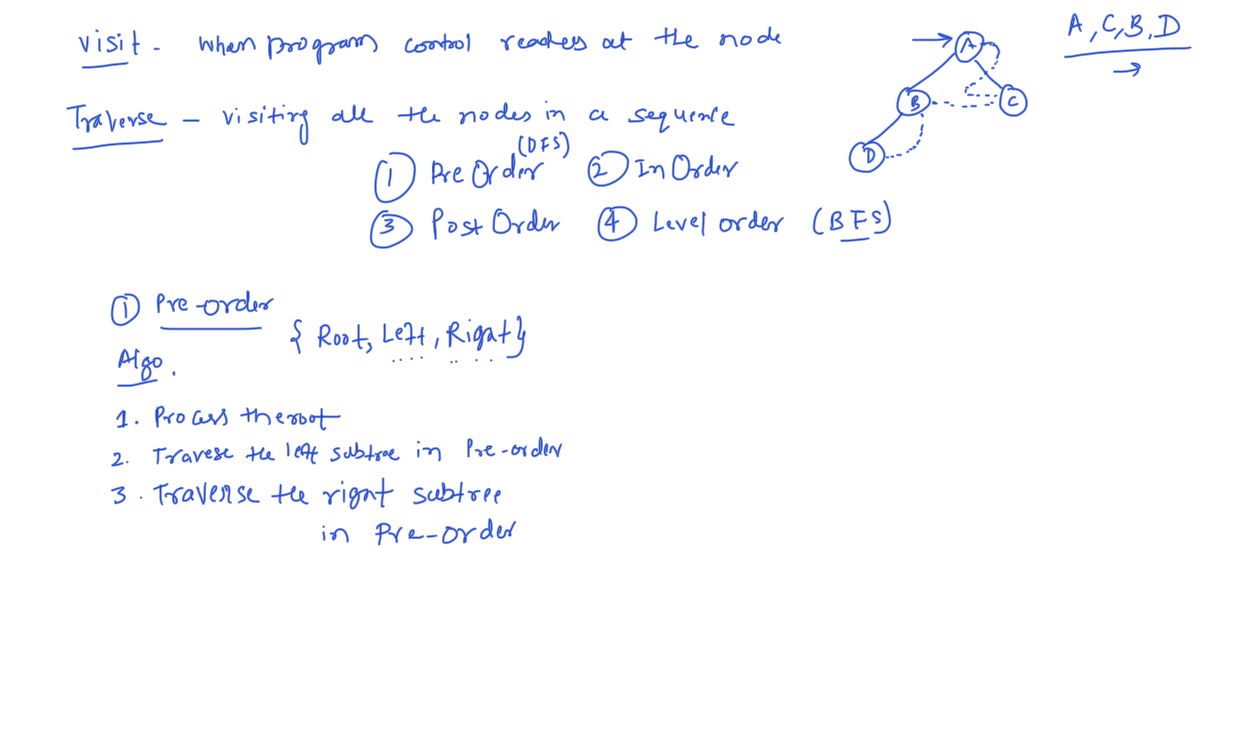 Visit - When program control reaches at the node
A, C, B, D
Traverse - visiting all the nodes in a sequence
A
B
C
D
① Pre Order (DFS) ② In Order
③ Post Order ④ Level order (BFS)
① Pre-order
{ Root, Left, Right}
Algo.
1. Process the root
2. Travese the left subtree in Pre-order
3. Traverse the right subtree
in Pre-order